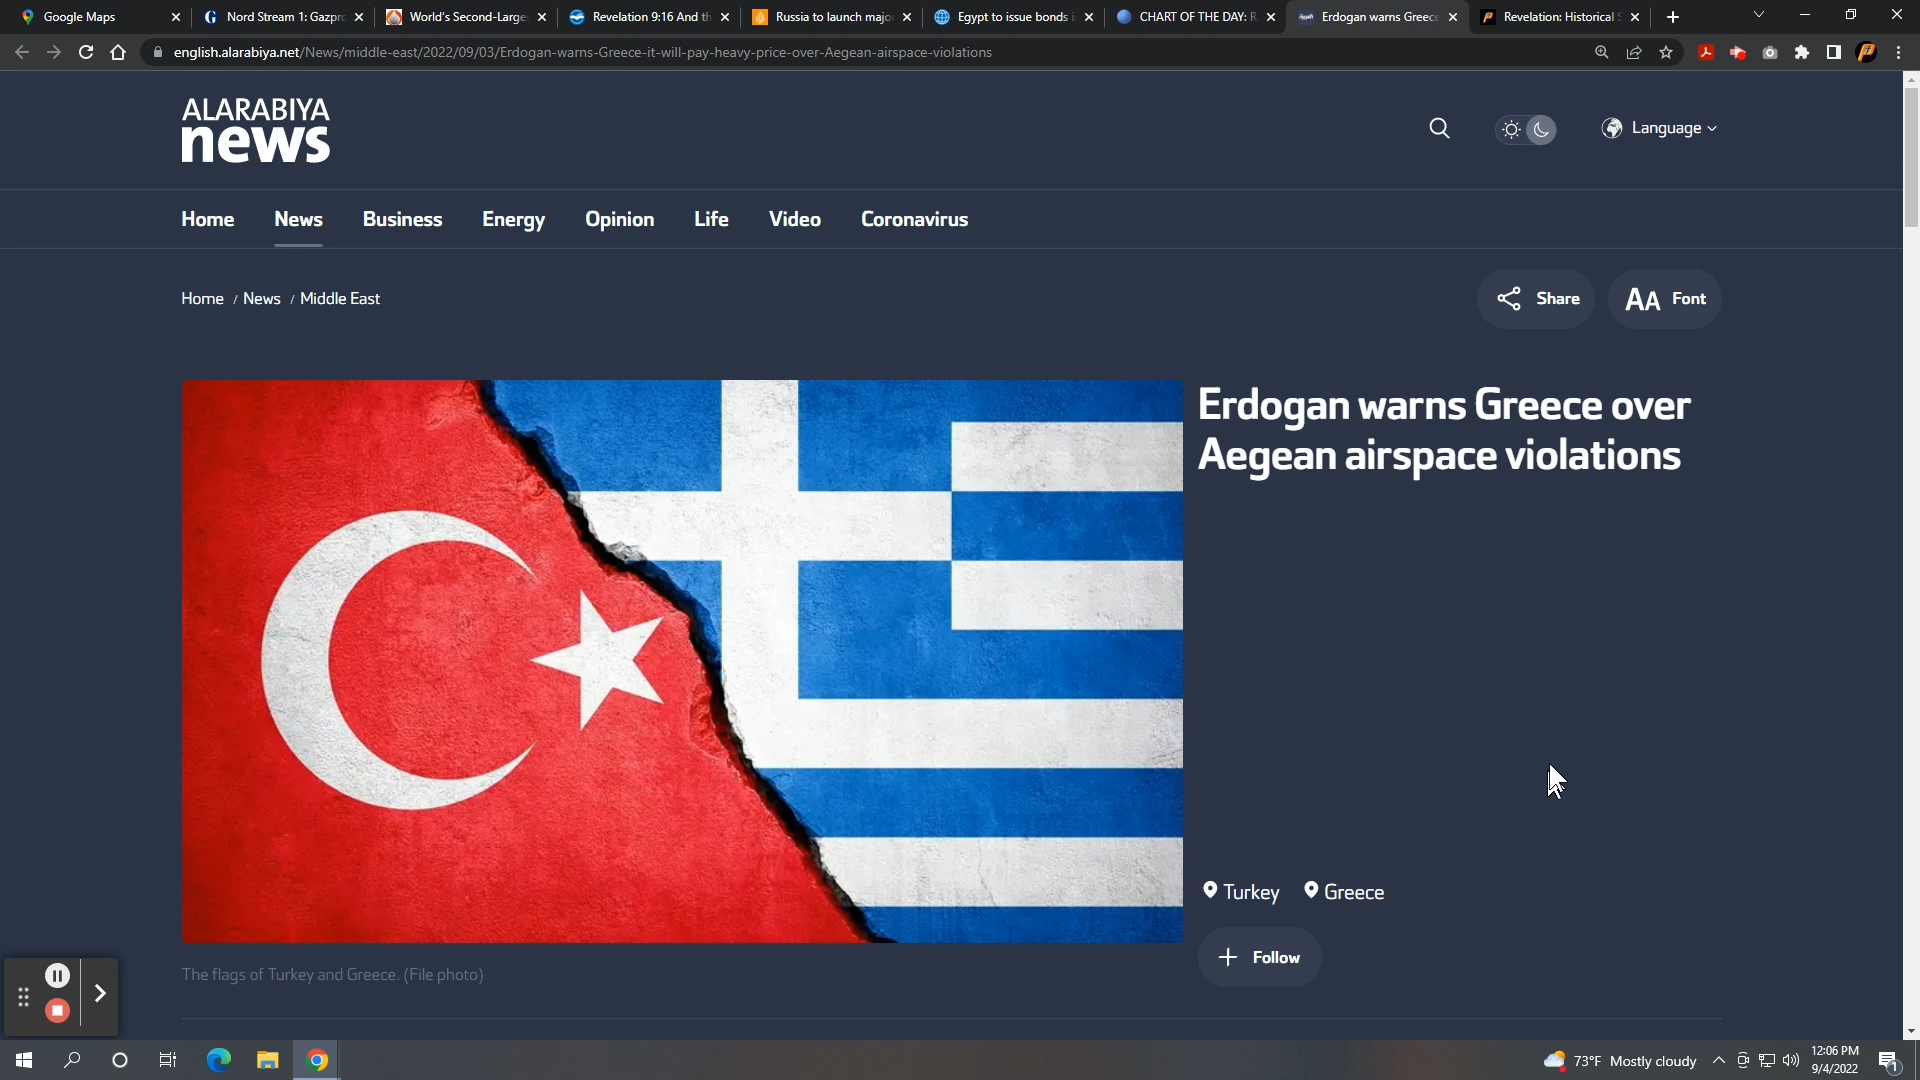 Google Maps
Nord Stream 1: Gazpr
World's Second-Large
Revelation 9:16 And th
Russia to launch majo
Egypt to issue bonds i
CHART OF THE DAY: R
Erdogan warns Greece
Revelation: Historical S
english.alarabiya.net/News/middle-east/2022/09/03/Erdogan-warns-Greece-it-will-pay-heavy-price-over-Aegean-airspace-violations
ALARABIYA
news
Language
Home
News
Business
Energy
Opinion
Life
Video
Coronavirus
Home / News / Middle East
Share
AA Font
Erdogan warns Greece over
Aegean airspace violations
Turkey
Greece
Follow
The flags of Turkey and Greece. (File photo)
73°F Mostly cloudy
12:06 PM
9/4/2022
1